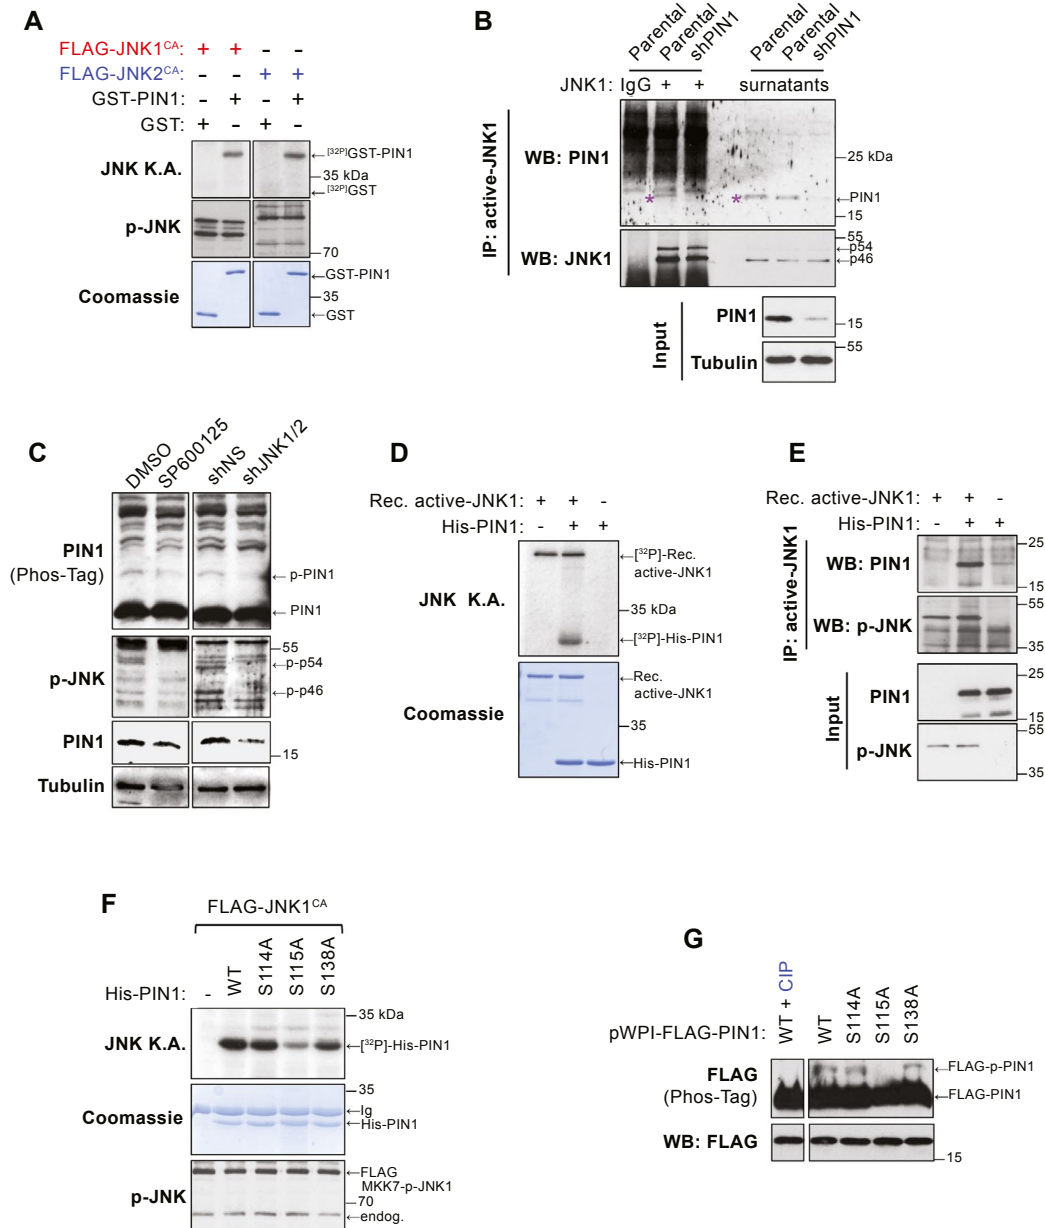 A
FLAG-JNK1CA: + + - -
FLAG-JNK2CA: - - + +
GST-PIN1: - + - +
GST: + - + -
JNK K.A.
←[32P]GST-PIN1
35 kDa
←[32P]GST
p-JNK
70
Coomassie
←GST-PIN1
35
←GST
B
Parental
Parental
shPIN1
Parental
Parental
shPIN1
JNK1: IgG + + surnatants
IP: active-JNK1
WB: PIN1
25 kDa
*
*
←PIN1
15
WB: JNK1
55
←p54
←p46
Input
PIN1
15
Tubulin
55
C
DMSO
SP600125
shNS
shJNK1/2
PIN1
(Phos-Tag)
← p-PIN1
← PIN1
p-JNK
55
←p-p54
←p-p46
PIN1
15
Tubulin
D
Rec. active-JNK1: + + -
His-PIN1: - + +
JNK K.A.
←[32P]-Rec.
active-JNK1
35 kDa
←[32P]-His-PIN1
Coomassie
←Rec.
active-JNK1
35
←His-PIN1
E
Rec. active-JNK1: + + -
His-PIN1: - + +
IP: active-JNK1
WB: PIN1
25
15
WB: p-JNK
55
35
Input
PIN1
25
15
p-JNK
55
35
F
FLAG-JNK1CA
His-PIN1: - WT S114A S115A S138A
JNK K.A.
35 kDa
←[32P]-His-PIN1
Coomassie
35
←Ig
←His-PIN1
p-JNK
←FLAG
MKK7-p-JNK1
70
←endog.
G
pWPI-FLAG-PIN1: WT + CIP WT S114A S115A S138A
FLAG
(Phos-Tag)
←FLAG-p-PIN1
←FLAG-PIN1
WB: FLAG
15